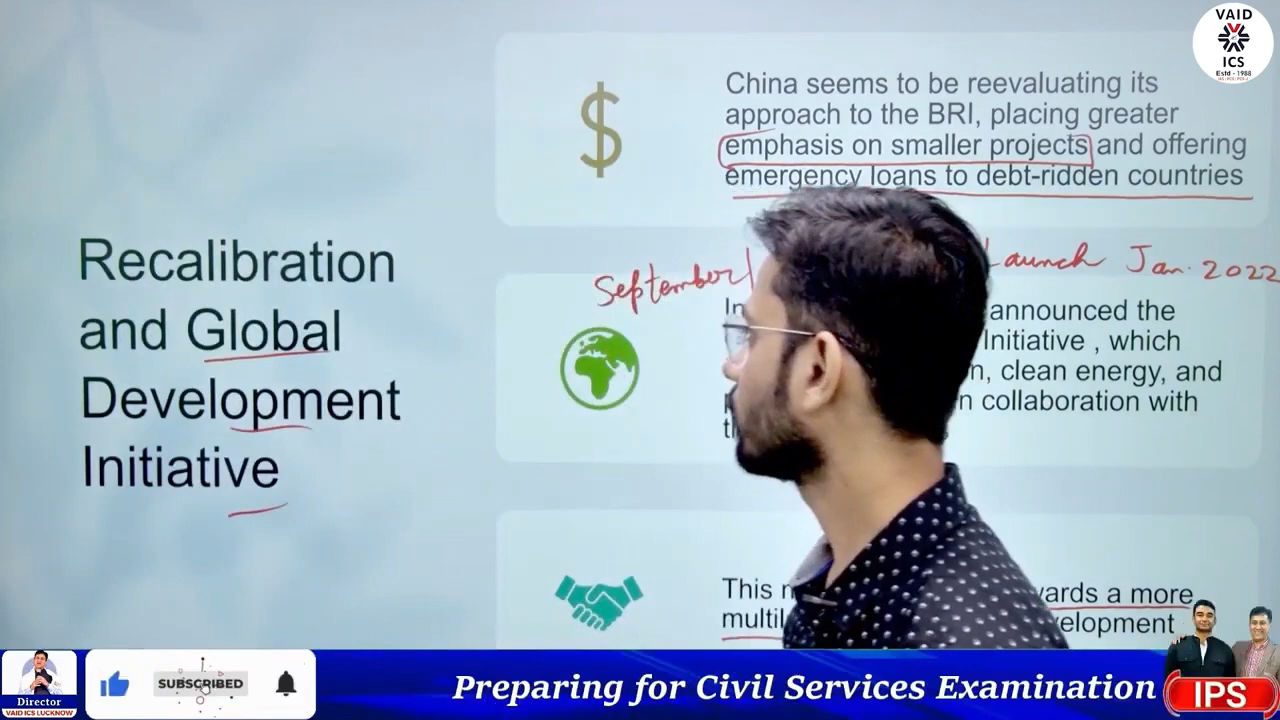 VAID
ICS
Estd - 1988
China seems to be reevaluating its
approach to the BRI, placing greater
emphasis on smaller projects and offering
emergency loans to debt-ridden countries
Recalibration
and Global
Development
Initiative
September
Launch Jan. 2022
In announced the
Initiative , which
clean energy, and
collaboration with
This
a more
$
SUBSCRIBED
Director
VAID ICS LUCKNOW
Preparing for Civil Services Examination
IPS